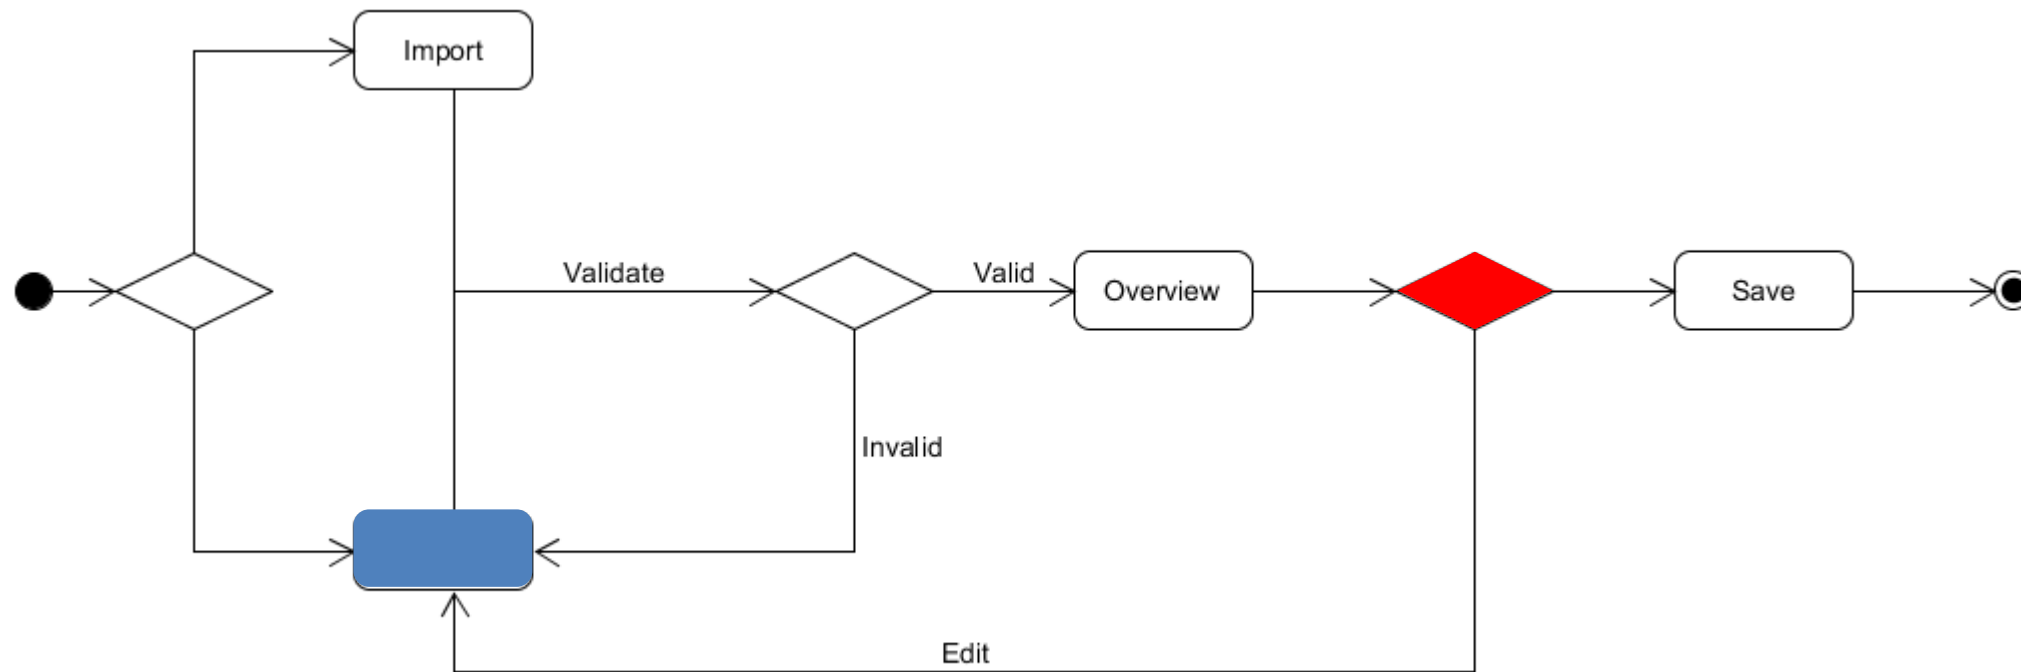 Import
Validate
Valid
Overview
Save
Invalid
Edit